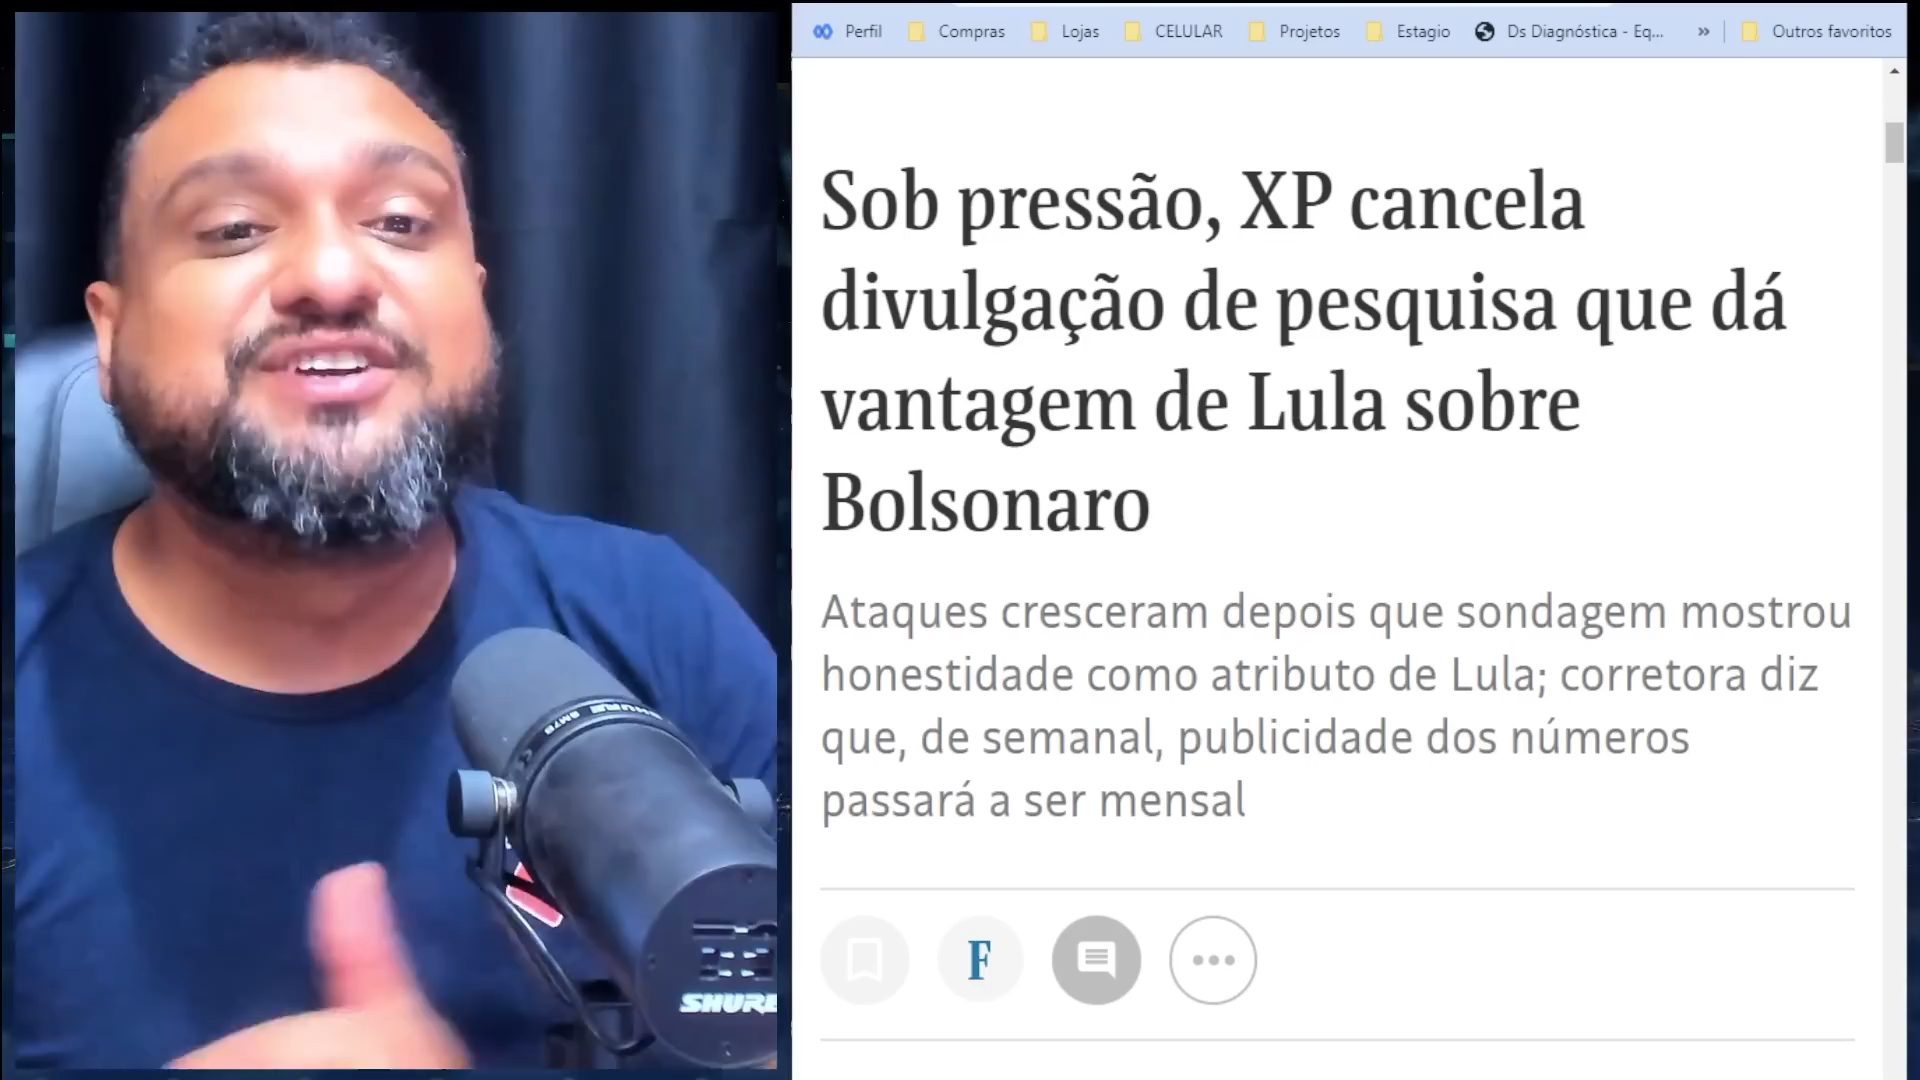 Perfil Compras Lojas CELULAR Projetos Estagio Ds Diagnóstica - Eq... » Outros favoritos
Sob pressão, XP cancela
divulgação de pesquisa que dá
vantagem de Lula sobre
Bolsonaro
Ataques cresceram depois que sondagem mostrou
honestidade como atributo de Lula; corretora diz
que, de semanal, publicidade dos números
passará a ser mensal
F
SHURE SM7B
SHURE